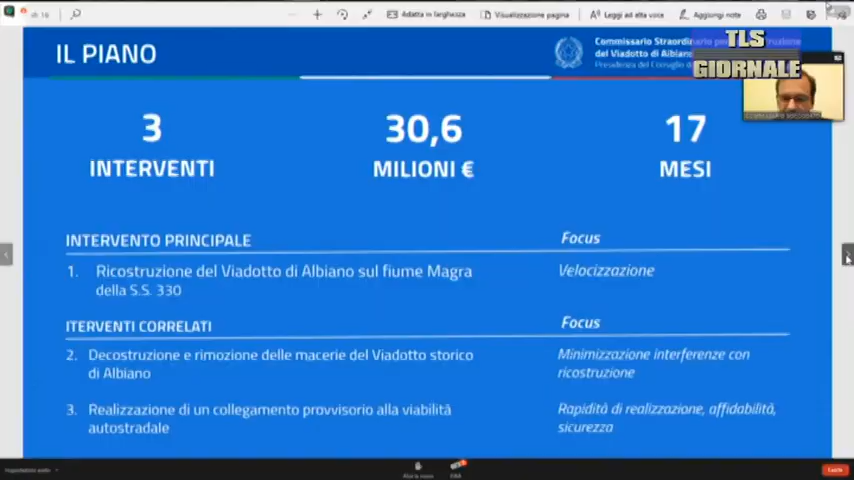 Adatta in larghezza
Visualizzazione pagina
Leggi ad alta voce
Aggiungi note
IL PIANO
Commissario Straordinario
del Viadotto di Albiano
Presidenza del Consiglio
TLS
GIORNALE
3
INTERVENTI
30,6
MILIONI €
17
MESI
INTERVENTO PRINCIPALE
Focus
1. Ricostruzione del Viadotto di Albiano sul fiume Magra
della S.S. 330
Velocizzazione
ITERVENTI CORRELATI
Focus
2. Decostruzione e rimozione delle macerie del Viadotto storico
di Albiano
Minimizzazione interferenze con
ricostruzione
3. Realizzazione di un collegamento provvisorio alla viabilità
autostradale
Rapidità di realizzazione, affidabilità,
sicurezza